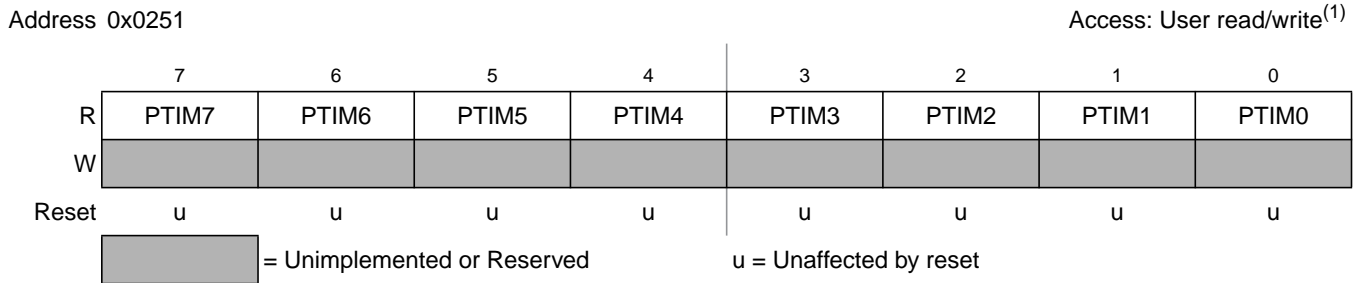 Address 0x0251 Access: User read/write(1)
7 6 5 4 3 2 1 0
R PTIM7 PTIM6 PTIM5 PTIM4 PTIM3 PTIM2 PTIM1 PTIM0
W
Reset u u u u u u u u
= Unimplemented or Reserved u = Unaffected by reset